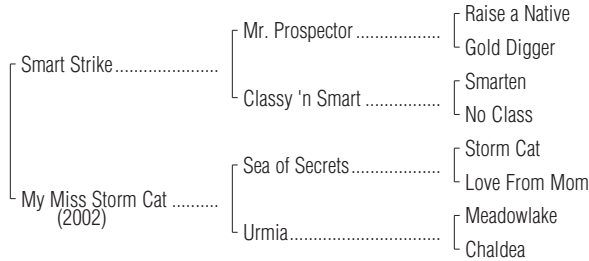 Raise a Native
Mr. Prospector..................
Gold Digger
Smart Strike......................
Smarten
Classy 'n Smart ................
No Class
Storm Cat
Sea of Secrets...................
Love From Mom
My Miss Storm Cat ..........
(2002)
Meadowlake
Urmia................................
Chaldea